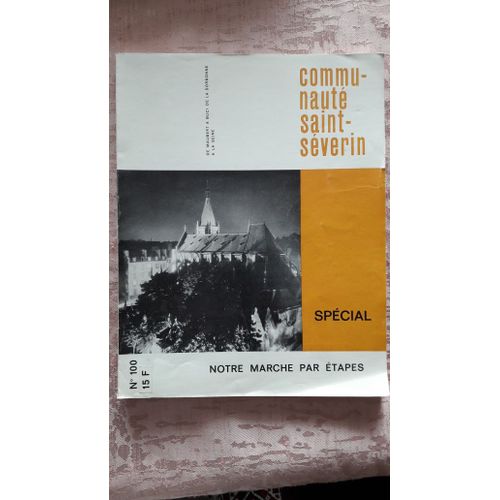 commu-
nauté
saint-
séverin
DE MAUBERT A BUCI DE LA SORBONNE
A LA SEINE
SPÉCIAL
NOTRE MARCHE PAR ÉTAPES
N° 100
15 F